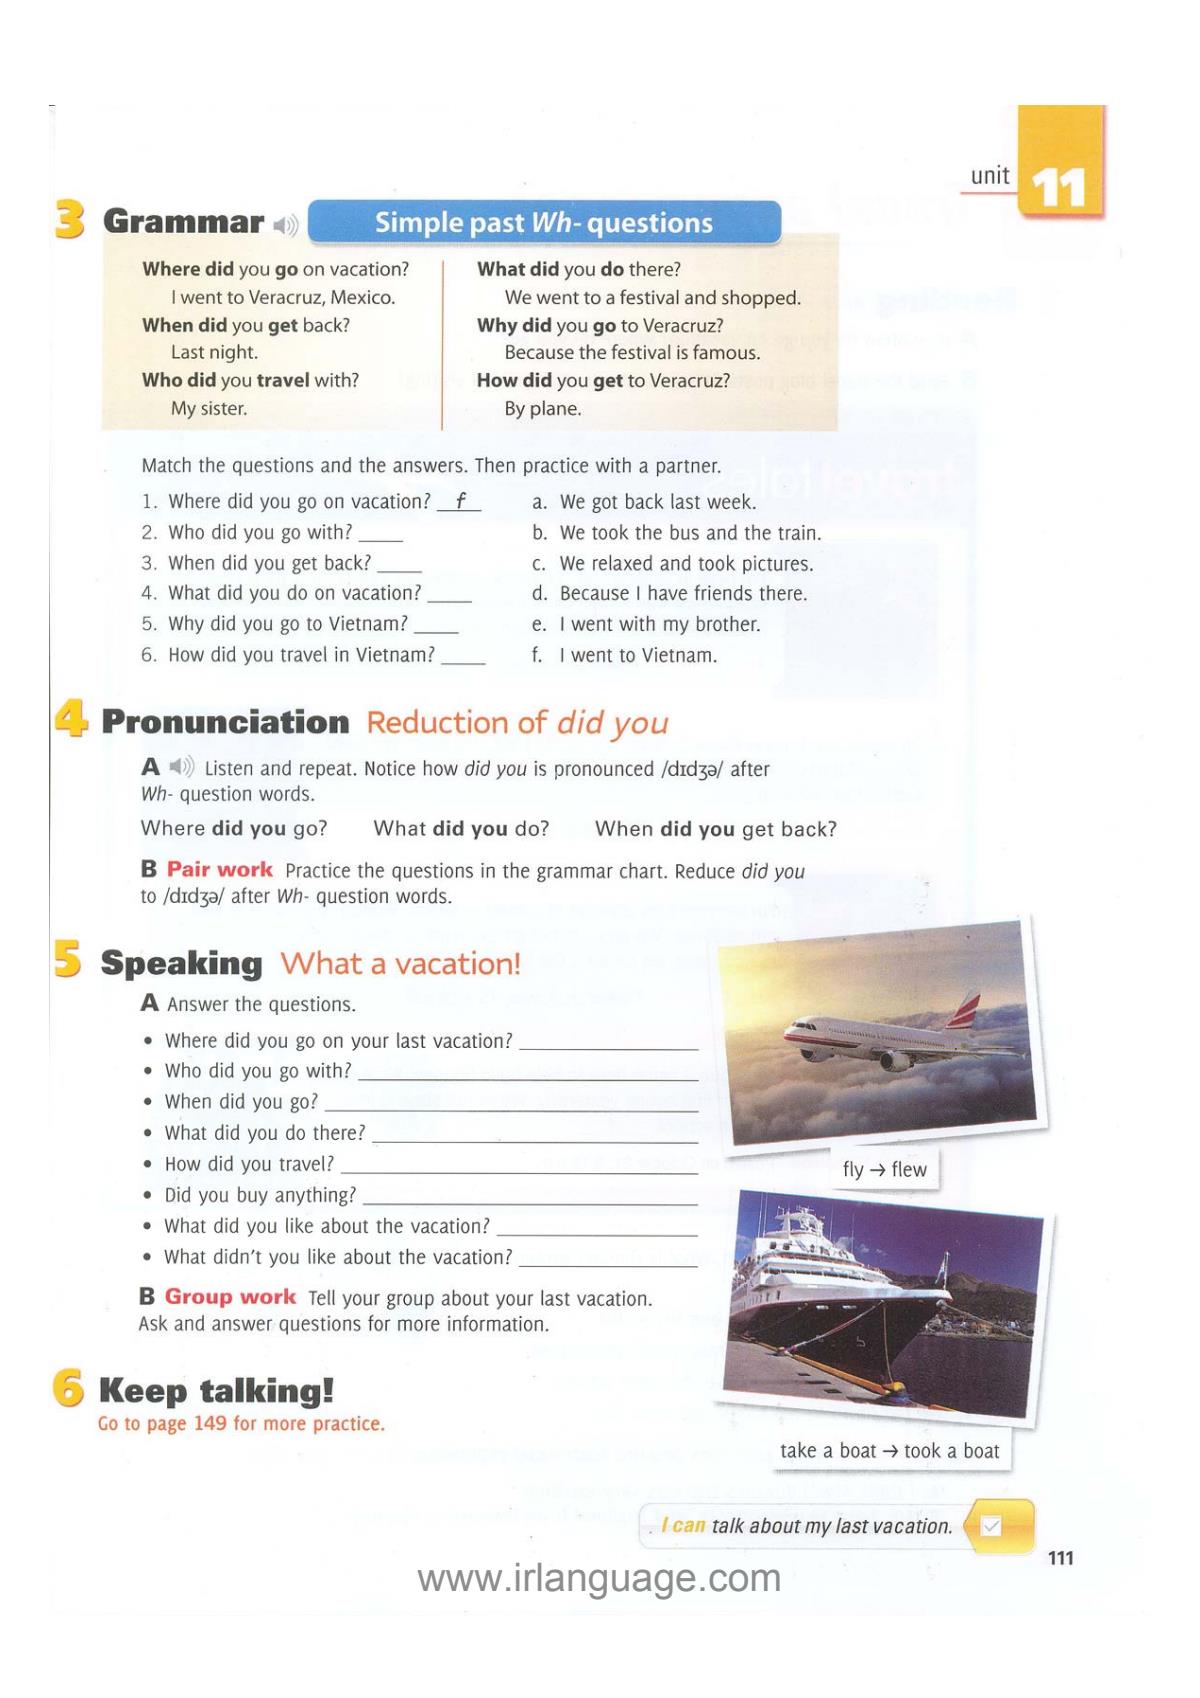 unit 11
3 Grammar Simple past Wh- questions
Where did you go on vacation?
I went to Veracruz, Mexico.
When did you get back?
Last night.
Who did you travel with?
My sister.
What did you do there?
We went to a festival and shopped.
Why did you go to Veracruz?
Because the festival is famous.
How did you get to Veracruz?
By plane.
Match the questions and the answers. Then practice with a partner.
1. Where did you go on vacation? f
2. Who did you go with? ____
3. When did you get back? ____
4. What did you do on vacation? ____
5. Why did you go to Vietnam? ____
6. How did you travel in Vietnam? ____
a. We got back last week.
b. We took the bus and the train.
c. We relaxed and took pictures.
d. Because I have friends there.
e. I went with my brother.
f. I went to Vietnam.
4 Pronunciation Reduction of did you
A Listen and repeat. Notice how did you is pronounced /dɪdʒə/ after
Wh- question words.
Where did you go? What did you do? When did you get back?
B Pair work Practice the questions in the grammar chart. Reduce did you
to /dɪdʒə/ after Wh- question words.
5 Speaking What a vacation!
A Answer the questions.
• Where did you go on your last vacation? ____
• Who did you go with? ____
• When did you go? ____
• What did you do there? ____
• How did you travel? ____
• Did you buy anything? ____
• What did you like about the vacation? ____
• What didn't you like about the vacation? ____
B Group work Tell your group about your last vacation.
Ask and answer questions for more information.
fly → flew
take a boat → took a boat
6 Keep talking!
Go to page 149 for more practice.
I can talk about my last vacation.
111
www.irlanguage.com